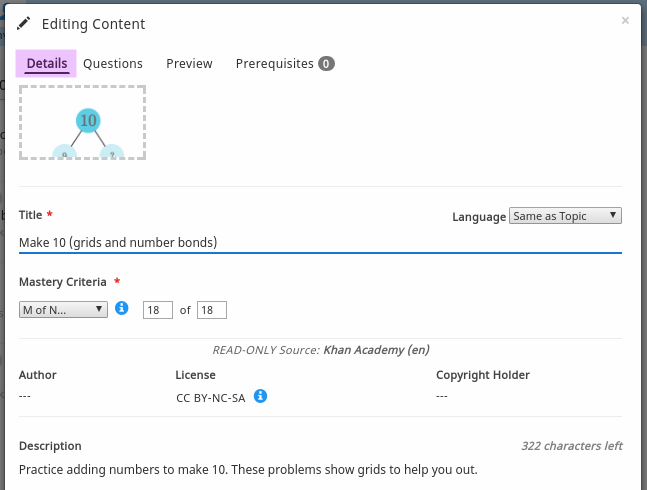 Editing Content
×
Details Questions Preview Prerequisites 0
10
9 ?
Title * Language Same as Topic
Make 10 (grids and number bonds)
Mastery Criteria *
M of N... 18 of 18
READ-ONLY Source: Khan Academy (en)
Author License Copyright Holder
--- CC BY-NC-SA ---
Description 322 characters left
Practice adding numbers to make 10. These problems show grids to help you out.